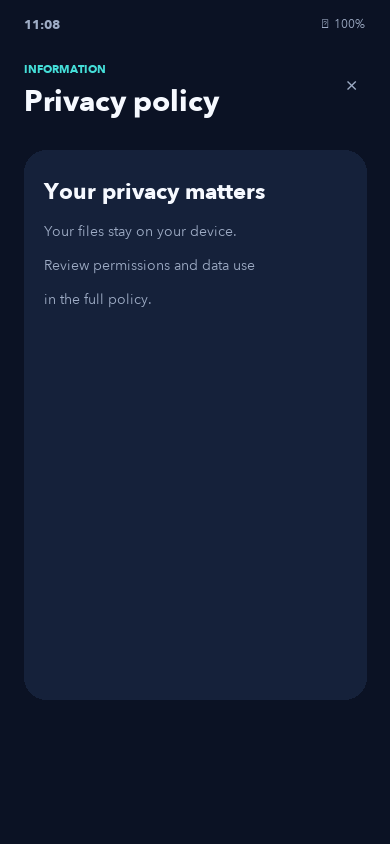 11:08
100%
INFORMATION
Privacy policy
×
Your privacy matters
Your files stay on your device.
Review permissions and data use
in the full policy.